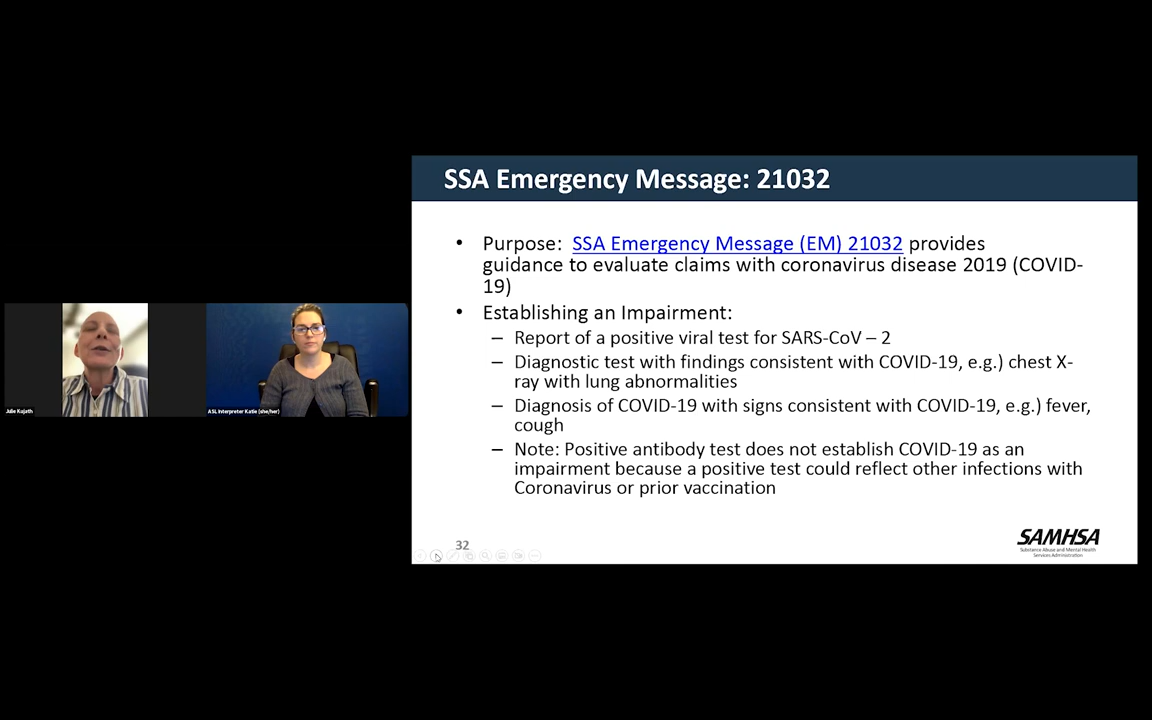 SSA Emergency Message: 21032
• Purpose: SSA Emergency Message (EM) 21032 provides
guidance to evaluate claims with coronavirus disease 2019 (COVID-
19)
• Establishing an Impairment:
– Report of a positive viral test for SARS-CoV – 2
– Diagnostic test with findings consistent with COVID-19, e.g.) chest X-
ray with lung abnormalities
– Diagnosis of COVID-19 with signs consistent with COVID-19, e.g.) fever,
cough
– Note: Positive antibody test does not establish COVID-19 as an
impairment because a positive test could reflect other infections with
Coronavirus or prior vaccination
32
SAMHSA
Substance Abuse and Mental Health
Services Administration
Julie Kujath
ASL Interpreter Katie (she/her)